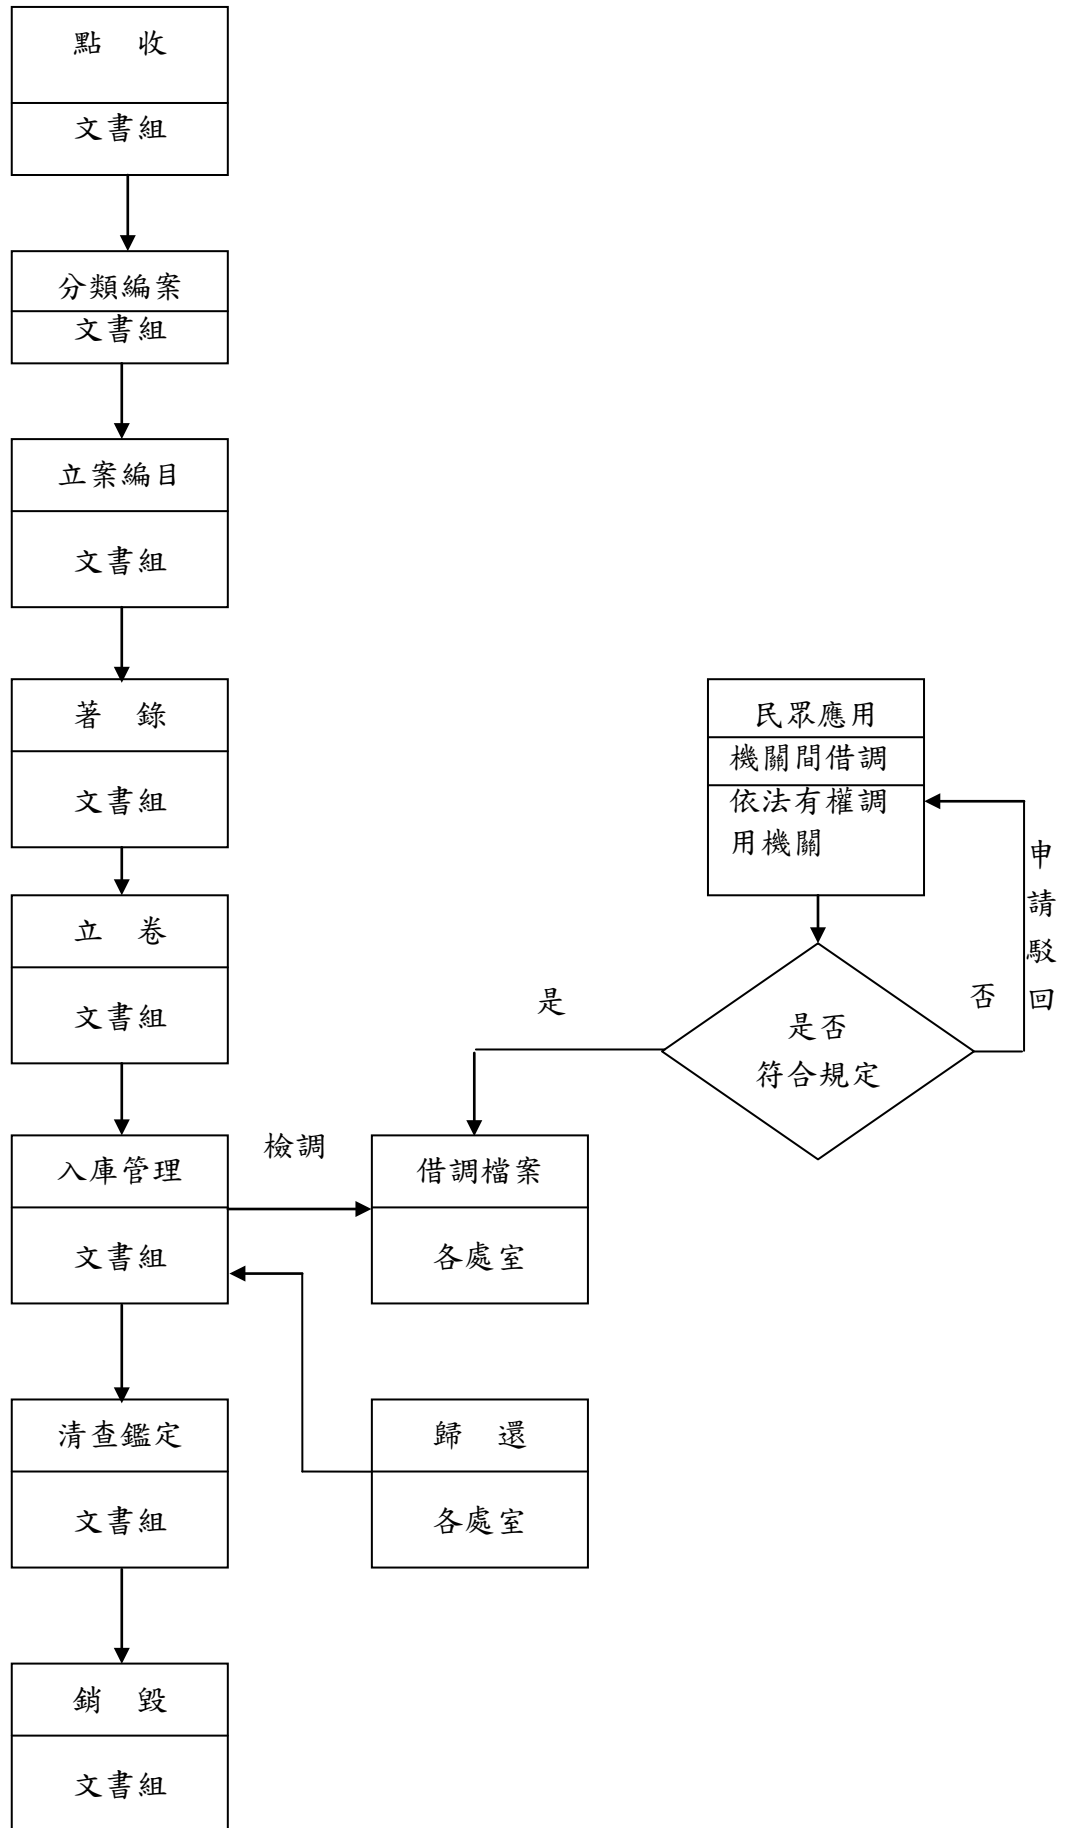 點　收
文書組
分類編案
文書組
立案編目
文書組
著　錄
文書組
立　卷
文書組
入庫管理
文書組
清查鑑定
文書組
銷　毀
文書組
檢調
借調檔案
各處室
歸　還
各處室
民眾應用
機關間借調
依法有權調
用機關
是否
符合規定
是
否
申請駁回